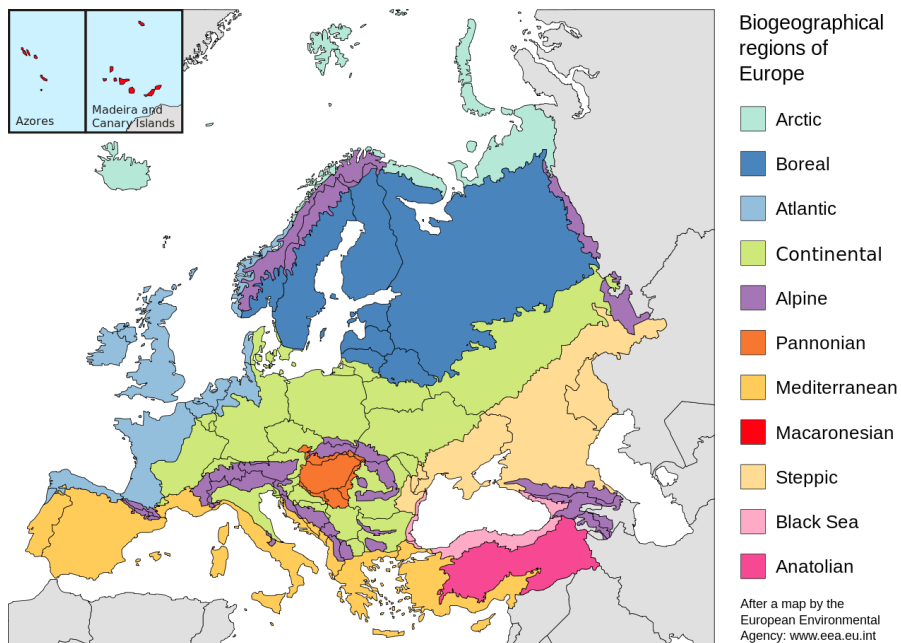 Azores
Madeira and
Canary Islands
Biogeographical
regions of
Europe
Arctic
Boreal
Atlantic
Continental
Alpine
Pannonian
Mediterranean
Macaronesian
Steppic
Black Sea
Anatolian
After a map by the
European Environmental
Agency: www.eea.eu.int